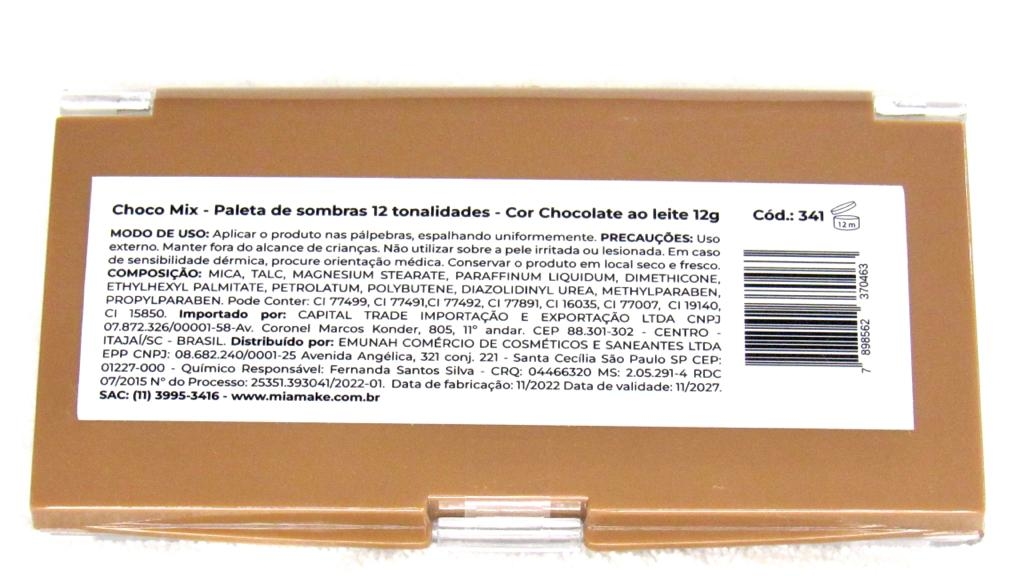 Choco Mix - Paleta de sombras 12 tonalidades - Cor Chocolate ao leite 12g
Cód.: 341
12 m
MODO DE USO: Aplicar o produto nas pálpebras, espalhando uniformemente. PRECAUÇÕES: Uso
externo. Manter fora do alcance de crianças. Não utilizar sobre a pele irritada ou lesionada. Em caso
de sensibilidade dérmica, procure orientação médica. Conservar o produto em local seco e fresco.
COMPOSIÇÃO: MICA, TALC, MAGNESIUM STEARATE, PARAFFINUM LIQUIDUM, DIMETHICONE,
ETHYLHEXYL PALMITATE, PETROLATUM, POLYBUTENE, DIAZOLIDINYL UREA, METHYLPARABEN,
PROPYLPARABEN. Pode Conter: CI 77499, CI 77491,CI 77492, CI 77891, CI 16035, CI 77007, CI 19140,
CI 15850. Importado por: CAPITAL TRADE IMPORTAÇÃO E EXPORTAÇÃO LTDA CNPJ
07.872.326/00001-58-Av. Coronel Marcos Konder, 805, 11º andar. CEP 88.301-302 - CENTRO -
ITAJAÍ/SC - BRASIL. Distribuído por: EMUNAH COMÉRCIO DE COSMÉTICOS E SANEANTES LTDA
EPP CNPJ: 08.682.240/0001-25 Avenida Angélica, 321 conj. 221 - Santa Cecília São Paulo SP CEP:
01227-000 - Químico Responsável: Fernanda Santos Silva - CRQ: 04466320 MS: 2.05.291-4 RDC
07/2015 Nº do Processo: 25351.393041/2022-01. Data de fabricação: 11/2022 Data de validade: 11/2027.
SAC: (11) 3995-3416 - www.miamake.com.br
7 898562 370463